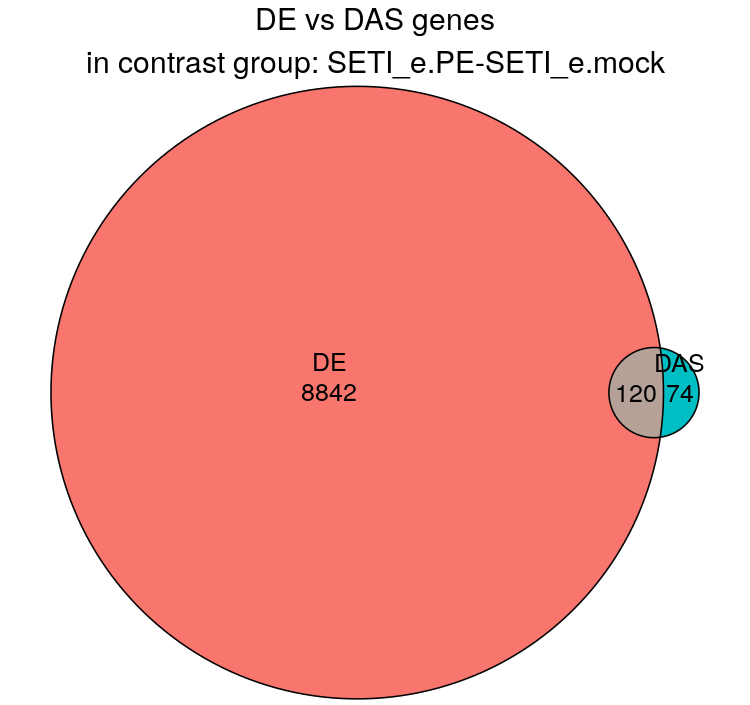 DE vs DAS genes
in contrast group: SETI_e.PE-SETI_e.mock
DE
8842
DAS
120
74